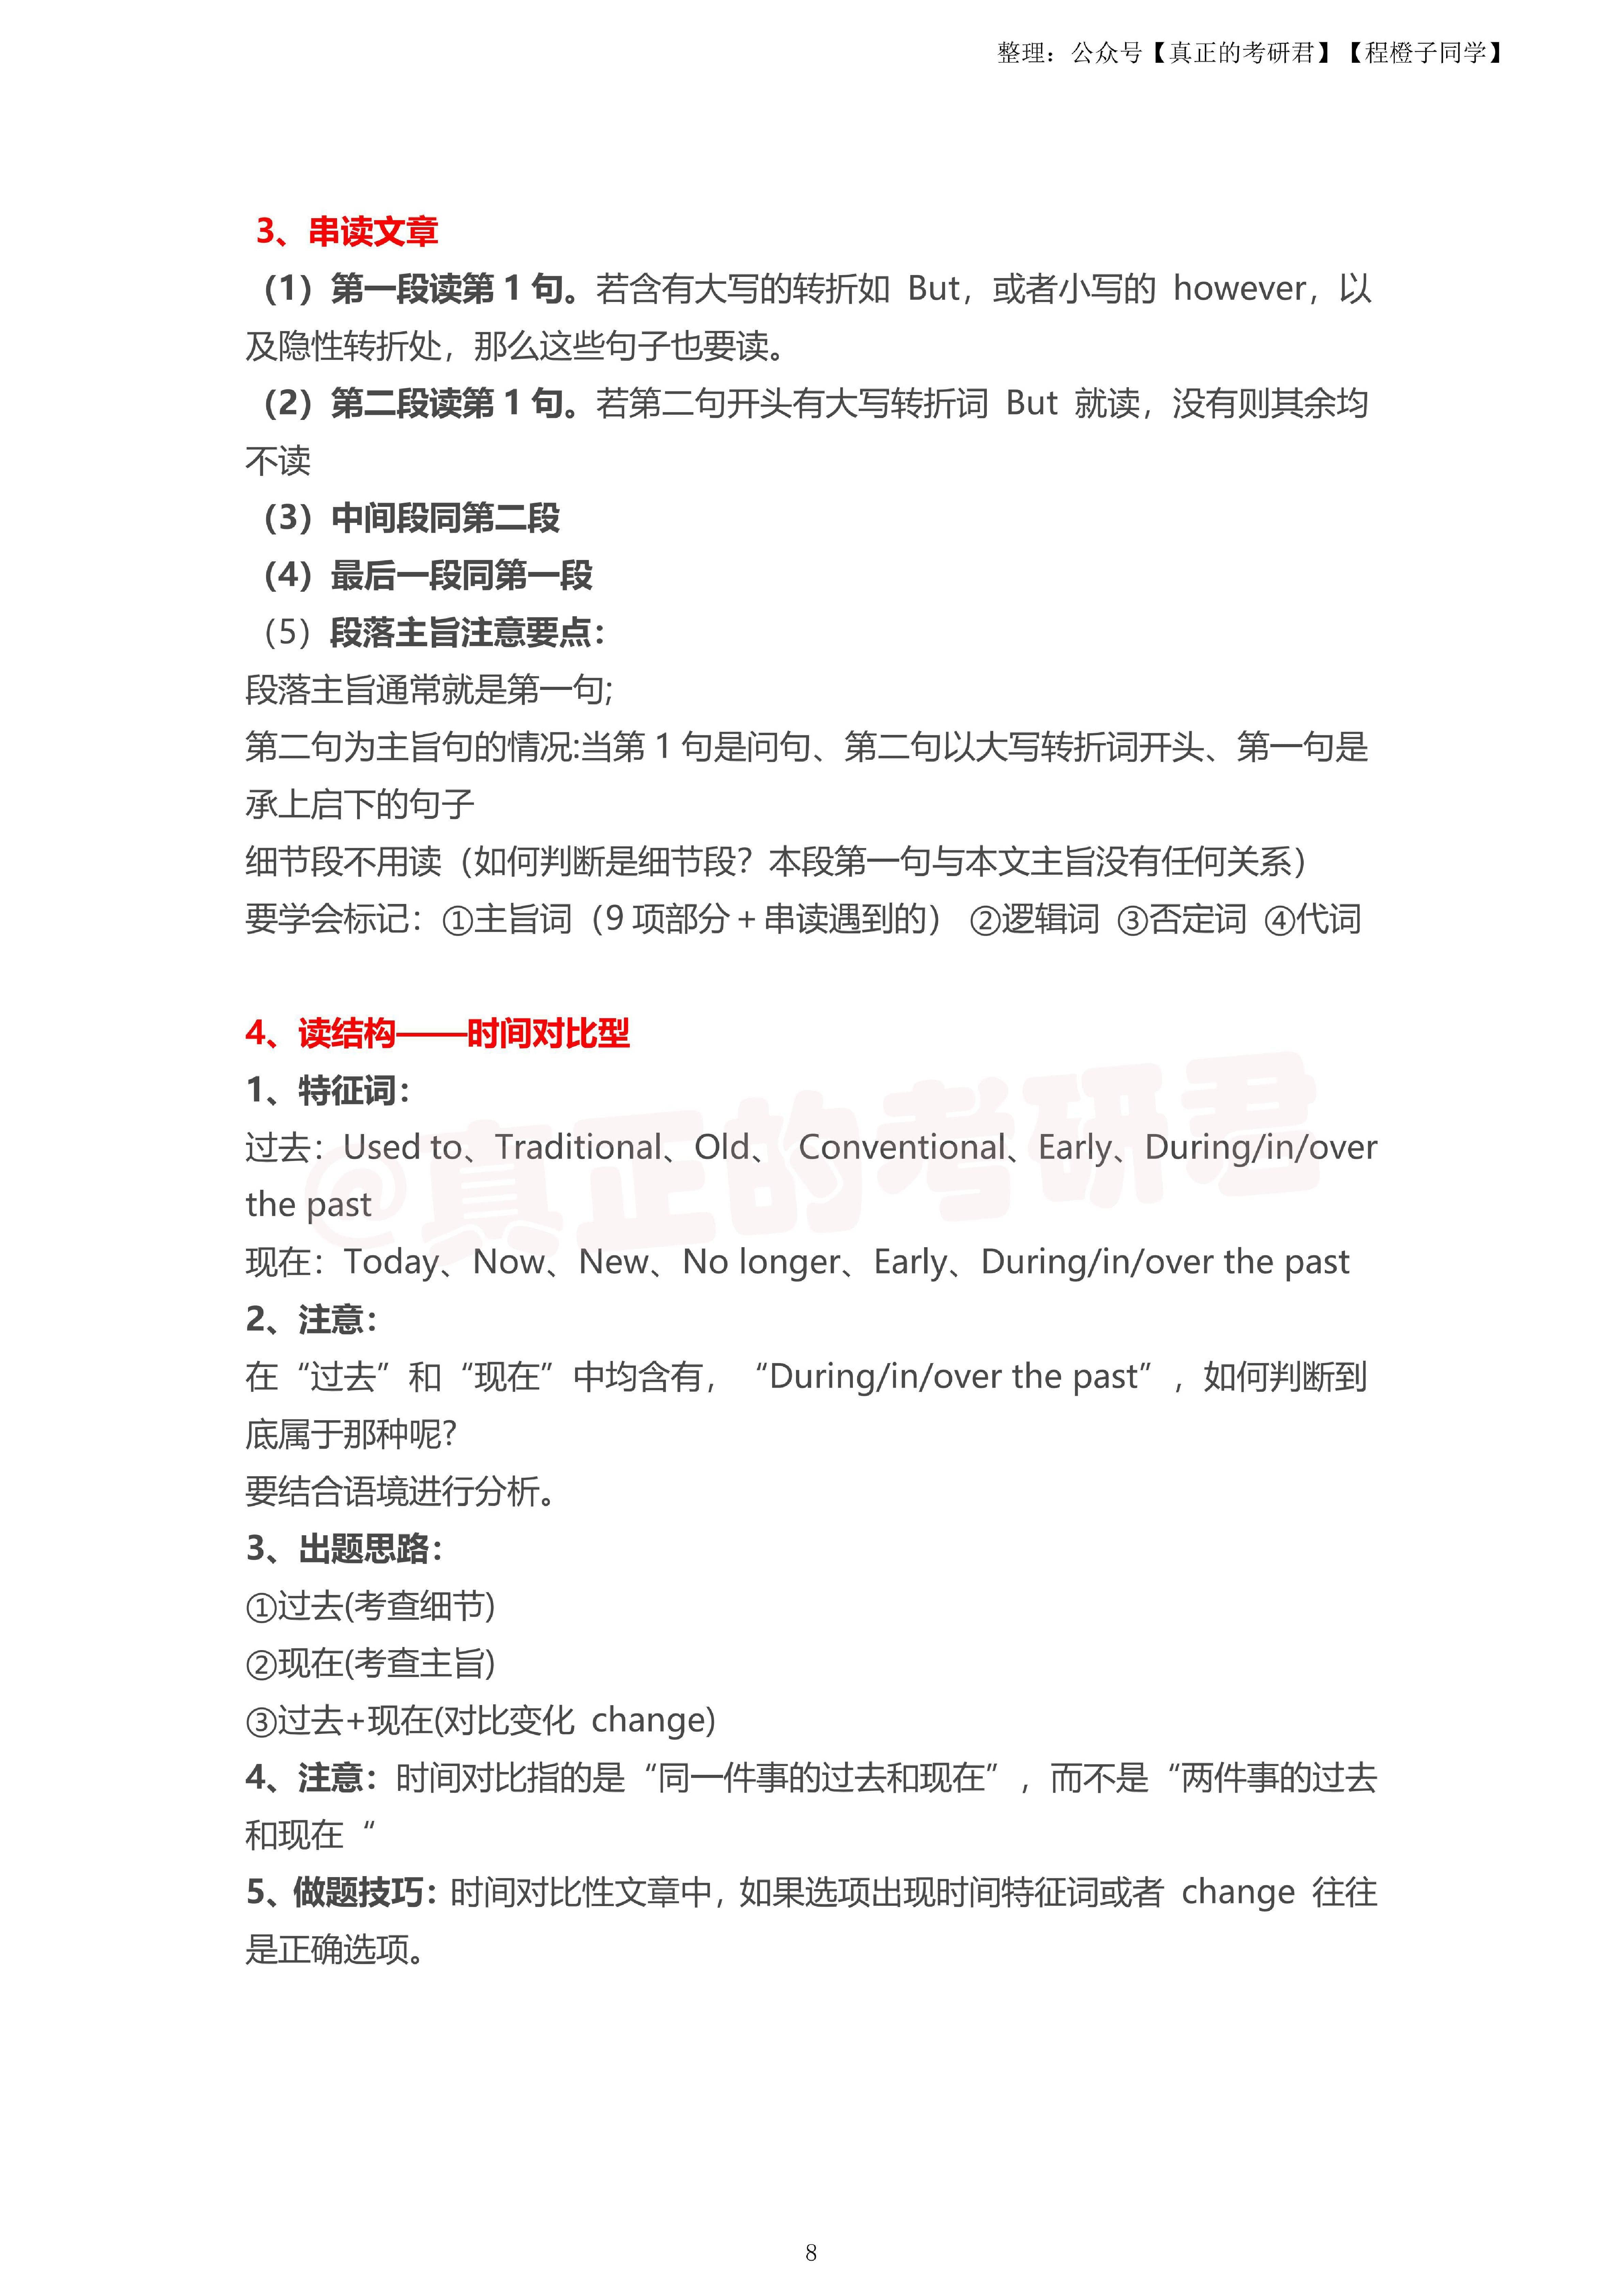 整理：公众号【真正的考研君】【程橙子同学】
3、串读文章
（1）第一段读第 1 句。若含有大写的转折如 But，或者小写的 however，以
及隐性转折处，那么这些句子也要读。
（2）第二段读第 1 句。若第二句开头有大写转折词 But 就读，没有则其余均
不读
（3）中间段同第二段
（4）最后一段同第一段
（5）段落主旨注意要点：
段落主旨通常就是第一句;
第二句为主旨句的情况:当第 1 句是问句、第二句以大写转折词开头、第一句是
承上启下的句子
细节段不用读（如何判断是细节段？本段第一句与本文主旨没有任何关系）
要学会标记：①主旨词（9 项部分 + 串读遇到的） ②逻辑词 ③否定词 ④代词
4、读结构——时间对比型
1、特征词：
@真正的考研君
过去：Used to、Traditional、Old、 Conventional、Early、During/in/over
the past
现在：Today、Now、New、No longer、Early、During/in/over the past
2、注意：
在“过去”和“现在”中均含有，“During/in/over the past”，如何判断到
底属于那种呢?
要结合语境进行分析。
3、出题思路：
①过去(考查细节)
②现在(考查主旨)
③过去+现在(对比变化 change)
4、注意：时间对比指的是“同一件事的过去和现在”，而不是“两件事的过去
和现在“
5、做题技巧：时间对比性文章中，如果选项出现时间特征词或者 change 往往
是正确选项。
8